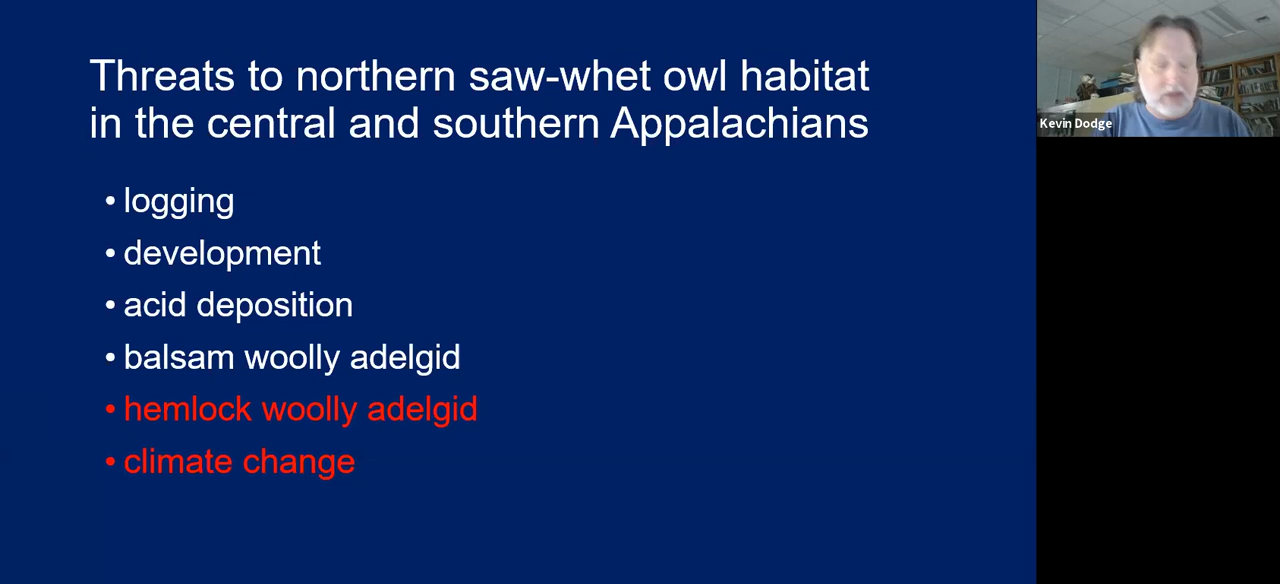 Threats to northern saw-whet owl habitat
in the central and southern Appalachians
• logging
• development
• acid deposition
• balsam woolly adelgid
• hemlock woolly adelgid
• climate change
Kevin Dodge